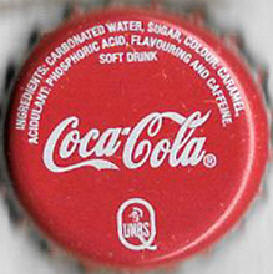 INGREDIENTS: CARBONATED WATER, SUGAR, COLOUR: CARAMEL
ACIDULANT: PHOSPHORIC ACID, FLAVOURING AND CAFFEINE.
SOFT DRINK
Coca-Cola®
UNBS
Q